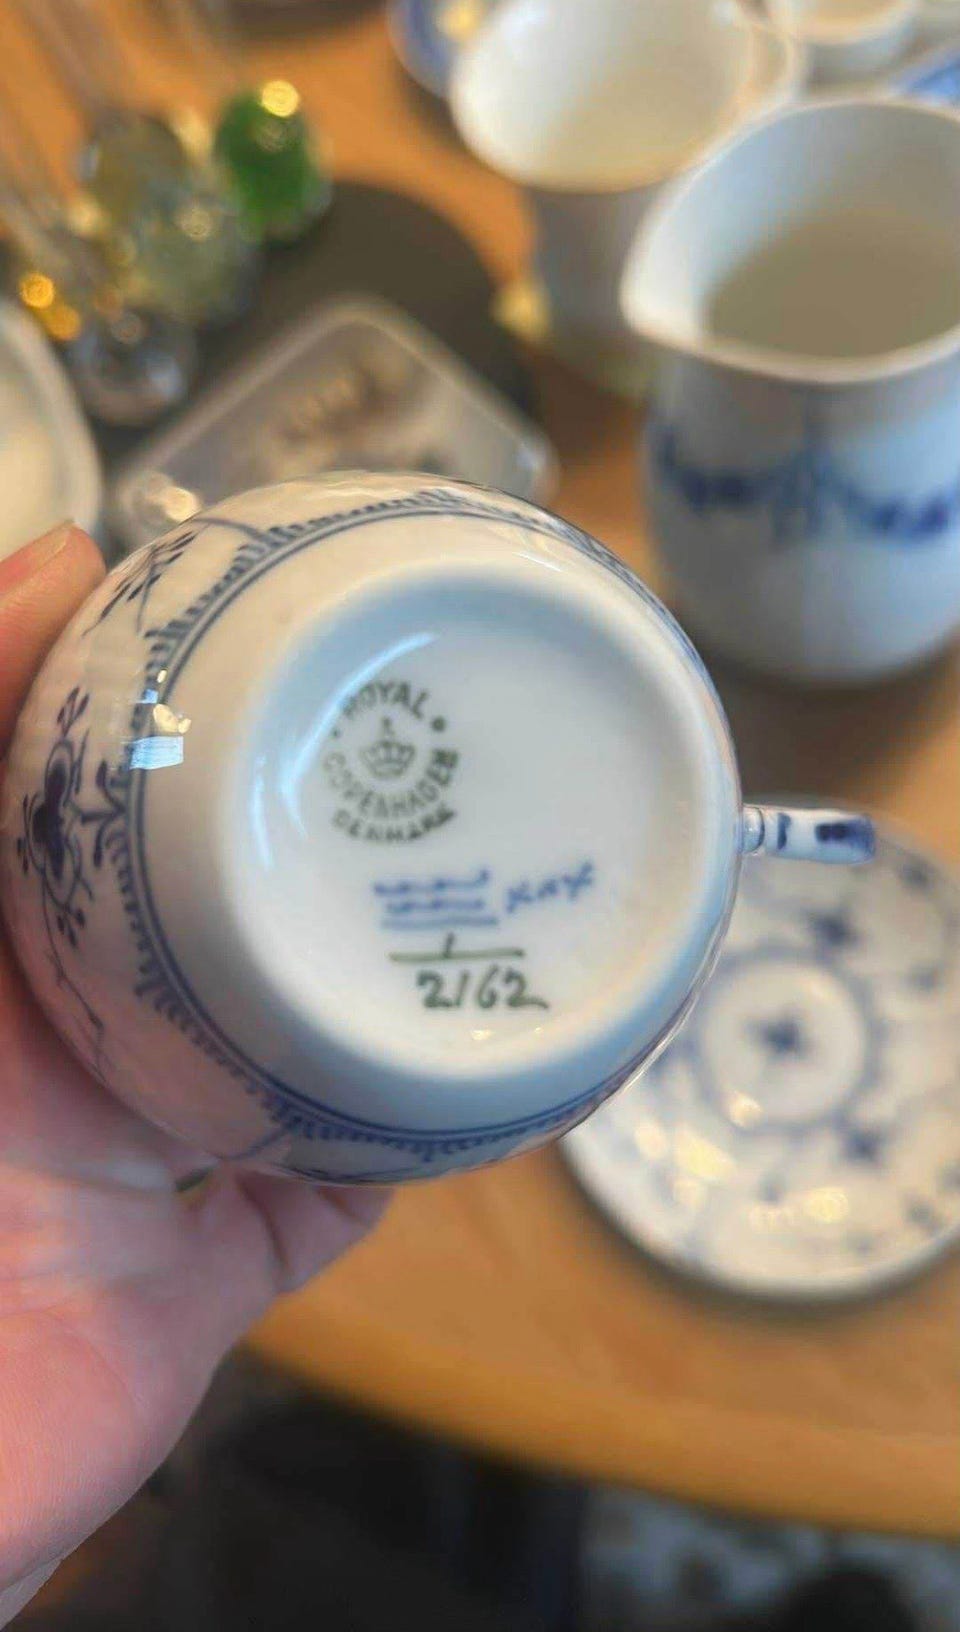 ROYAL
COPENHAGEN
DENMARK
1
2162